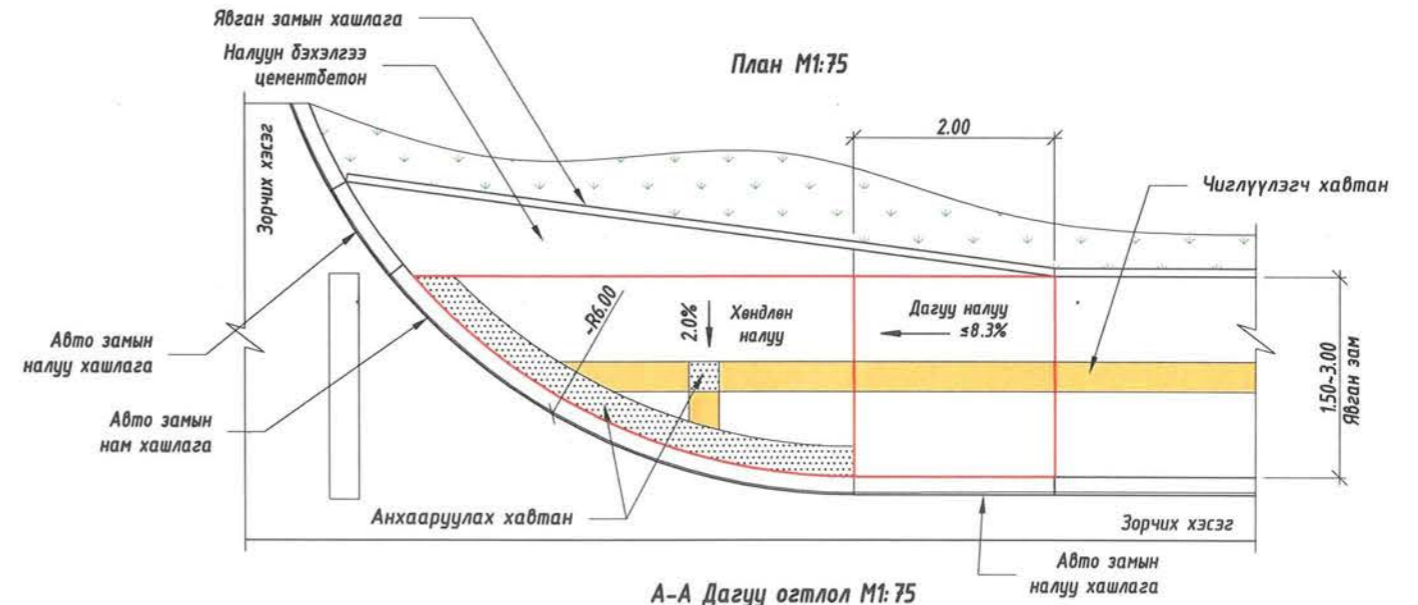 Явган замын хашлага
Налуун бэхэлгээ
цементбетон
План М1:75
2.00
Зорчих хэсэг
Чиглүүлэгч хавтан
~R6.00
2.0%
Хөндлөн
налуу
Дагуу налуу
≤8.3%
1.50~3.00
Явган зам
Авто замын
налуу хашлага
Авто замын
нам хашлага
Анхааруулах хавтан
Зорчих хэсэг
Авто замын
налуу хашлага
А-А Дагуу огтлол М1:75